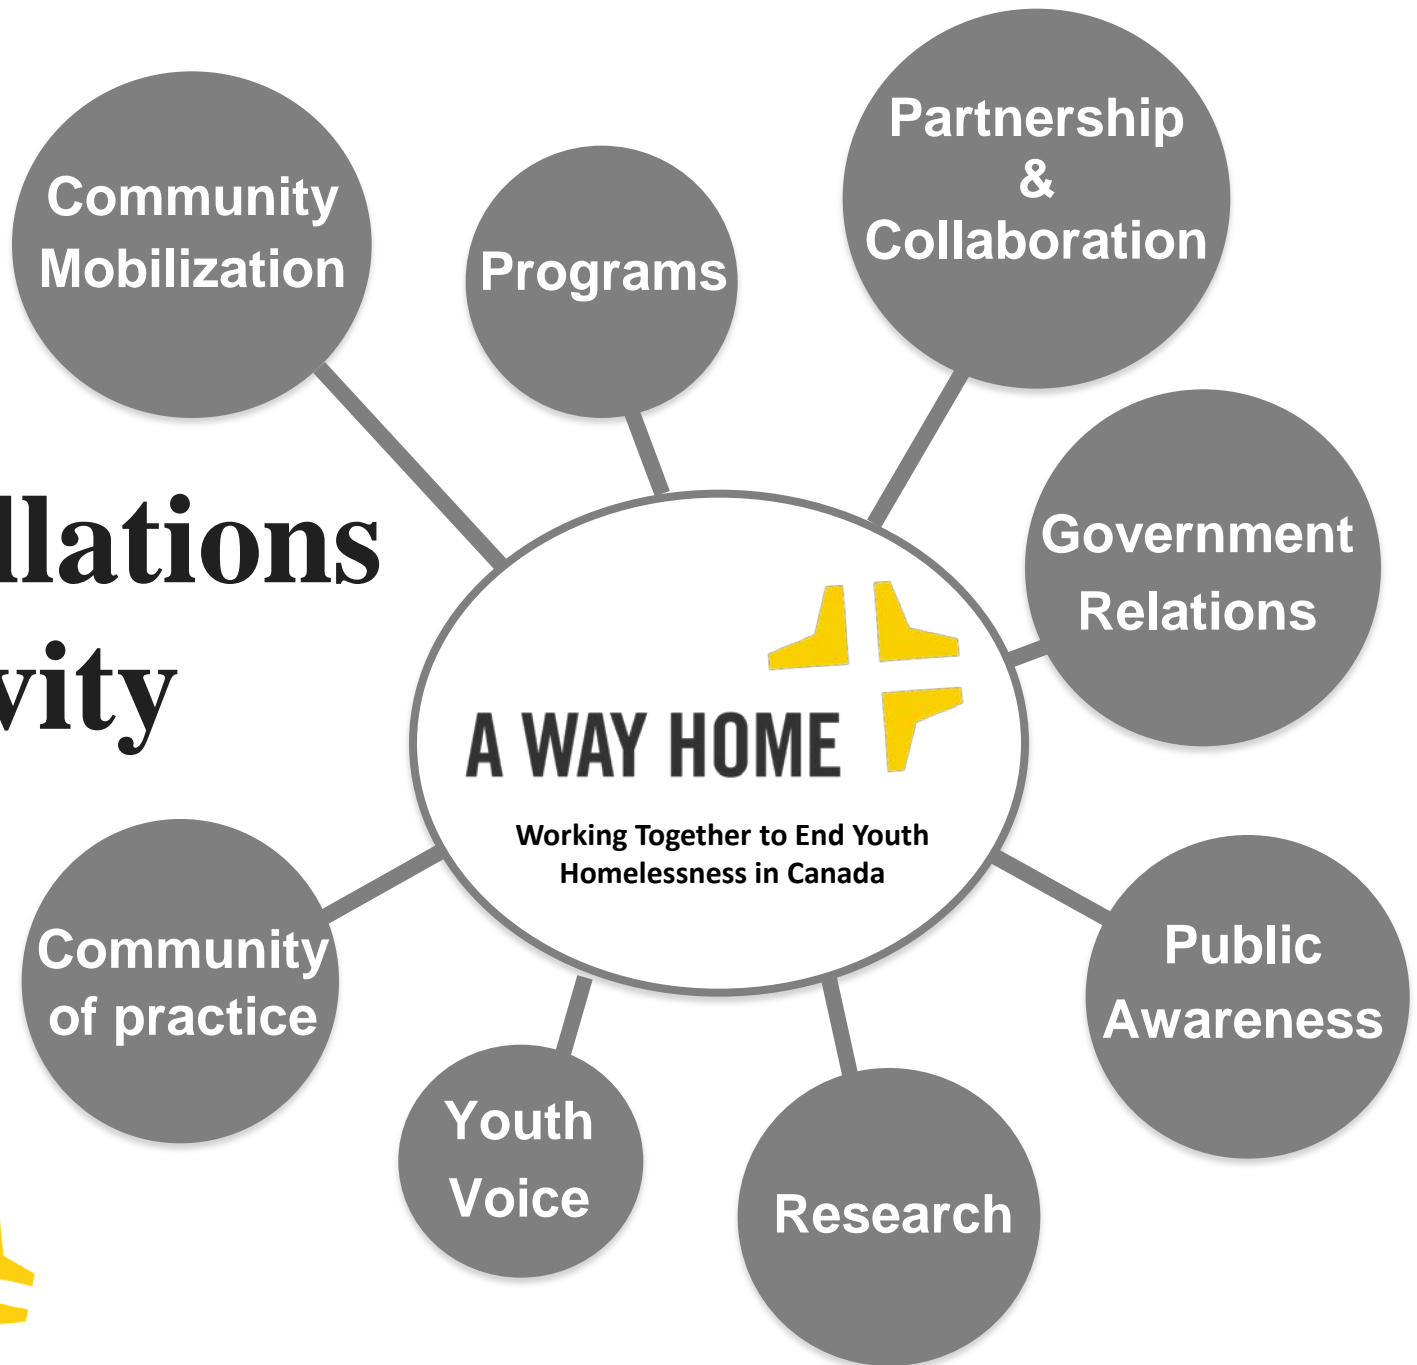 Community
Mobilization
Programs
Partnership
&
Collaboration
llations
vity
Government
Relations
A WAY HOME
Working Together to End Youth
Homelessness in Canada
Community
of practice
Public
Awareness
Youth
Voice
Research